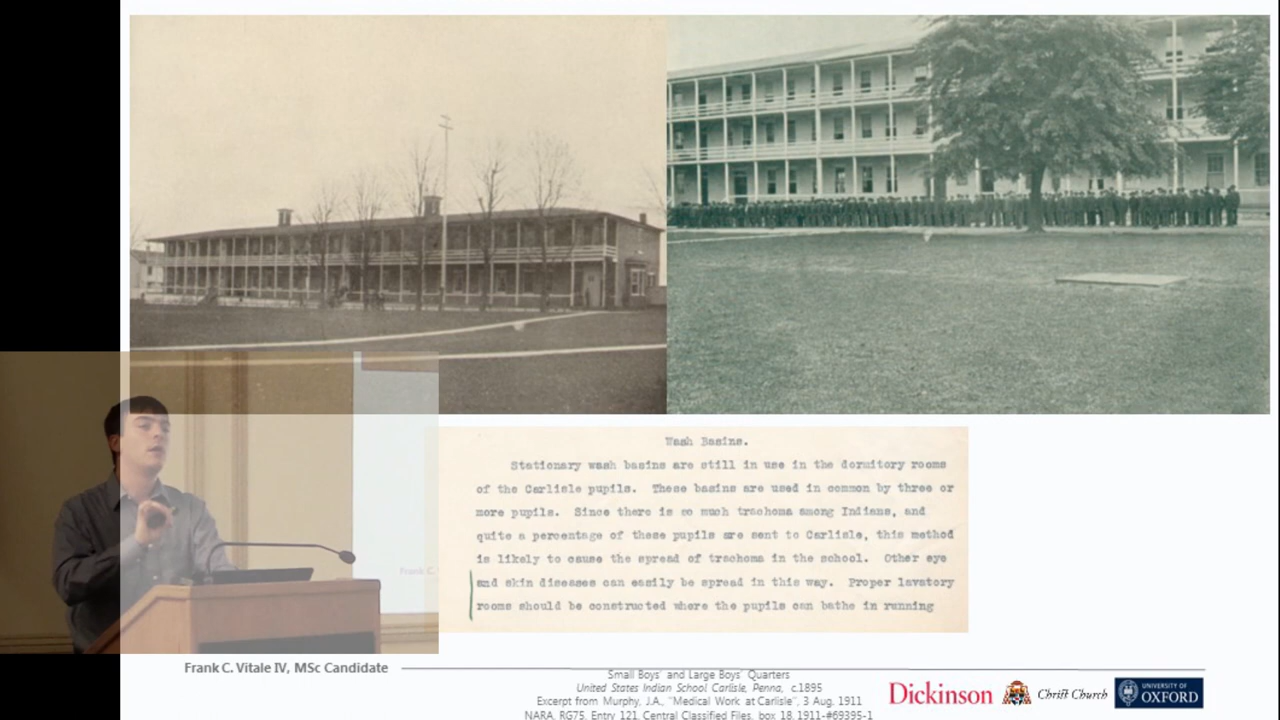 Wash Basins.
Stationary wash basins are still in use in the dormitory rooms
of the Carlisle pupils. These basins are used in common by three or
more pupils. Since there is so much trachoma among Indians, and
quite a percentage of these pupils are sent to Carlisle, this method
is likely to cause the spread of trachoma in the school. Other eye
and skin diseases can easily be spread in this way. Proper lavatory
rooms should be constructed where the pupils can bathe in running
Frank C.
Frank C. Vitale IV, MSc Candidate
Small Boys' and Large Boys' Quarters
United States Indian School Carlisle, Penna, c.1895
Excerpt from Murphy, J.A., "Medical Work at Carlisle", 3 Aug. 1911
NARA, RG75, Entry 121, Central Classified Files, box 18, 1911-#69395-1
Dickinson
Christ Church
UNIVERSITY OF
OXFORD